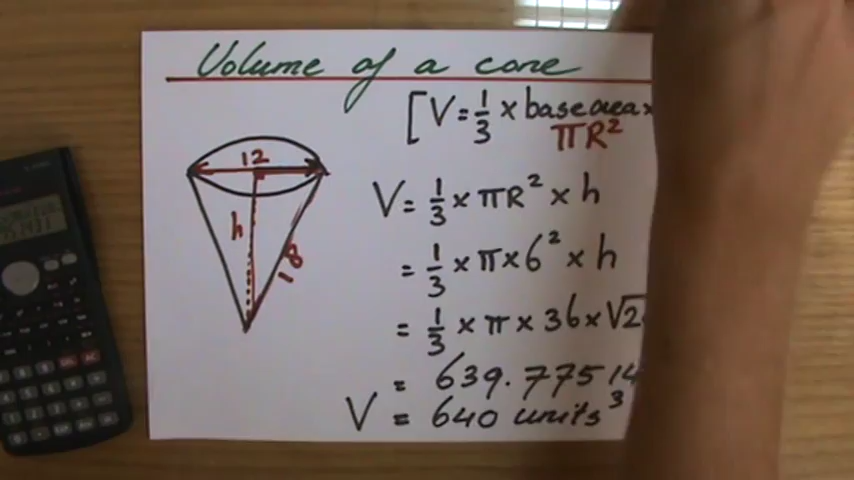 Volume of a cone
[V = 1/3 × base area ×
πR²
12
h
18
V = 1/3 × πR² × h
= 1/3 × π × 6² × h
= 1/3 × π × 36 × √2
= 639.77514
V = 640 units³